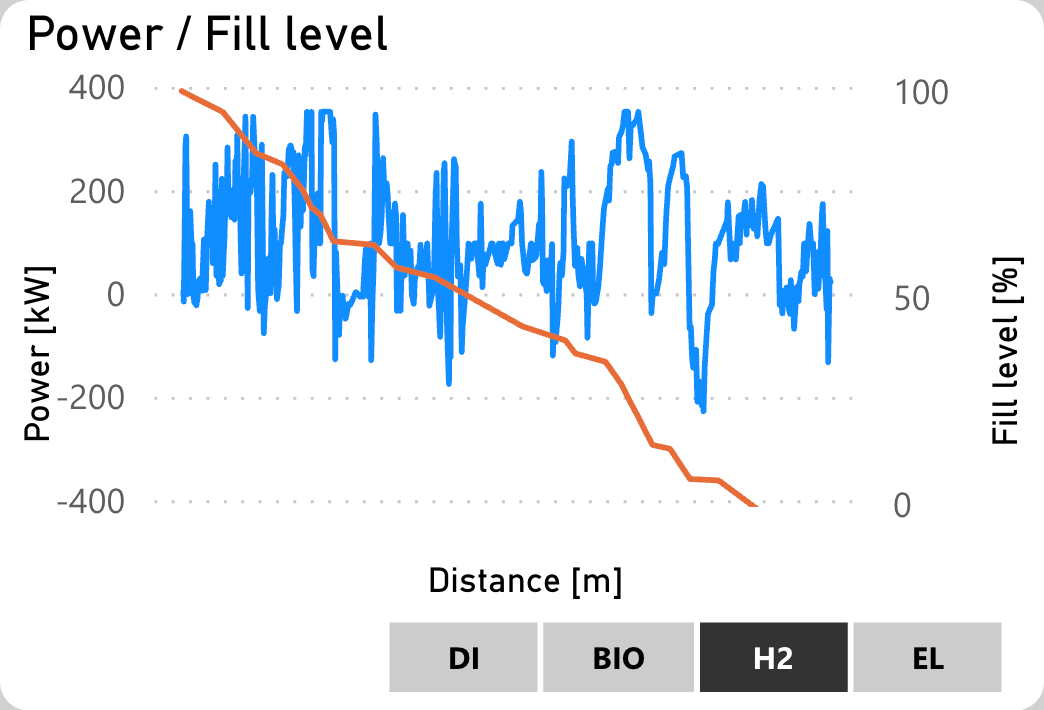 Power / Fill level
400
200
0
-200
-400
Power [kW]
100
50
0
Fill level [%]
Distance [m]
DI
BIO
H2
EL